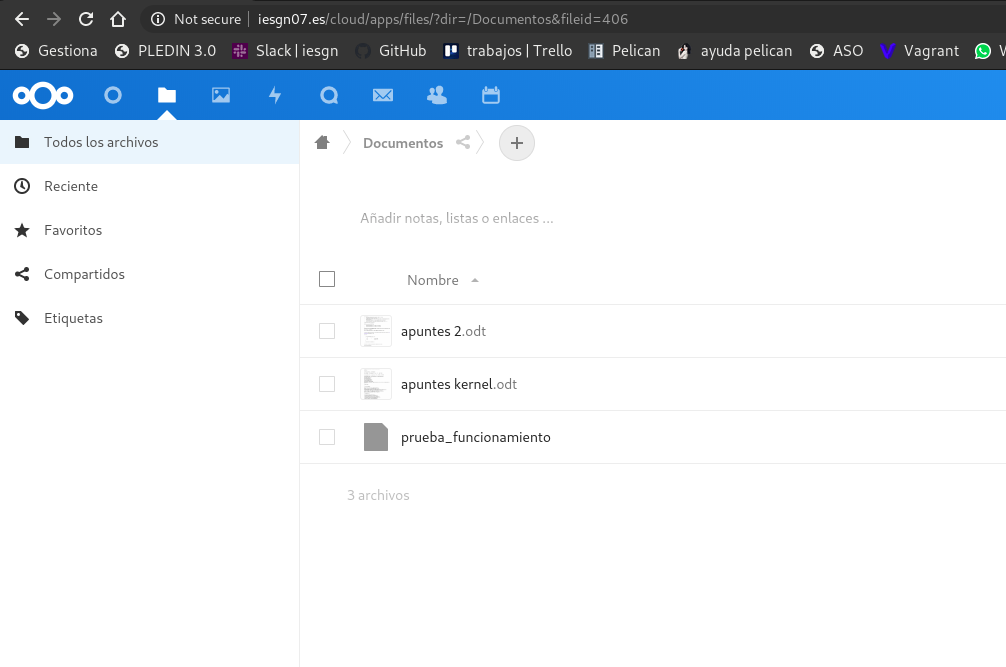 Not secure iesgn07.es/cloud/apps/files/?dir=/Documentos&fileid=406
Gestiona PLEDIN 3.0 Slack | iesgn GitHub trabajos | Trello Pelican ayuda pelican ASO Vagrant W
Todos los archivos
Reciente
Favoritos
Compartidos
Etiquetas
Documentos
Añadir notas, listas o enlaces ...
Nombre
apuntes 2.odt
apuntes kernel.odt
prueba_funcionamiento
3 archivos